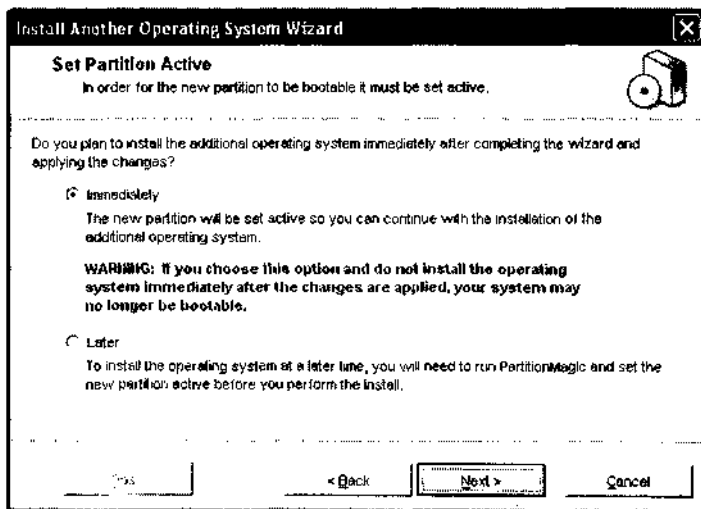 Install Another Operating System Wizard
Set Partition Active
In order for the new partition to be bootable it must be set active.
Do you plan to install the additional operating system immediately after completing the wizard and
applying the changes?
Immediately
The new partition will be set active so you can continue with the installation of the
additional operating system.
WARNING: If you choose this option and do not install the operating
system immediately after the changes are applied, your system may
no longer be bootable.
Later
To install the operating system at a later time, you will need to run PartitionMagic and set the
new partition active before you perform the install.
< Back
Next >
Cancel